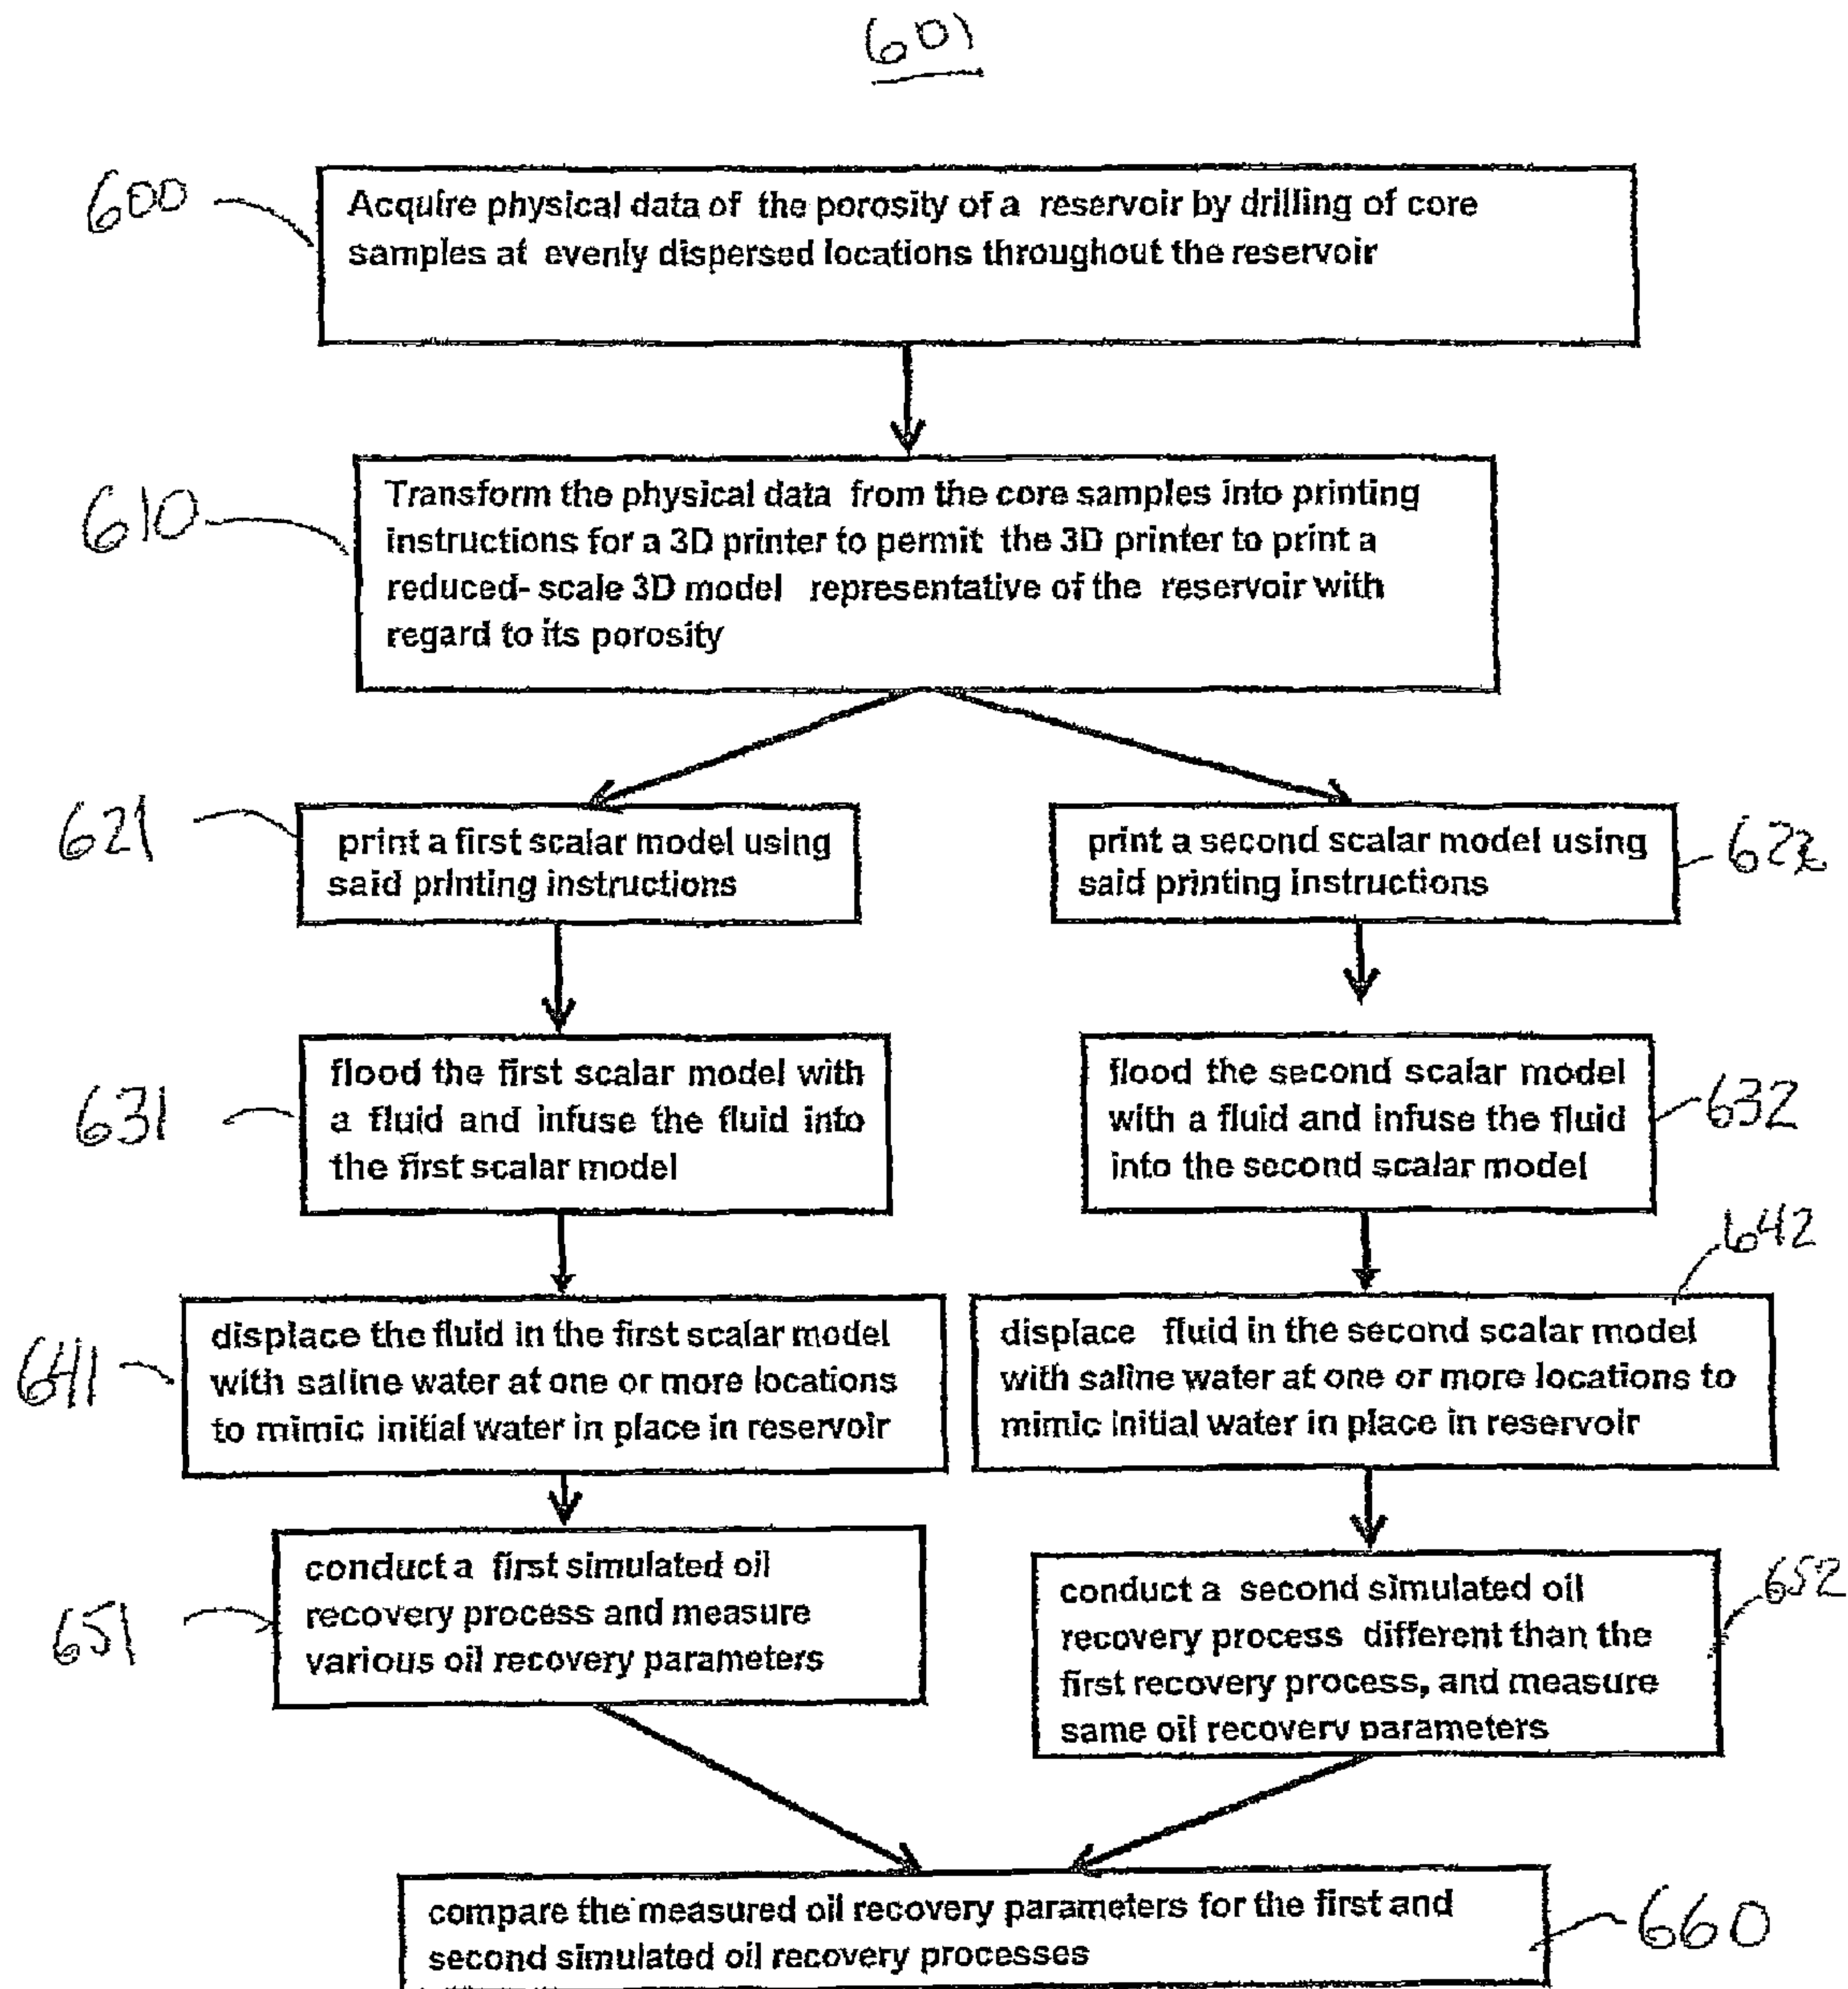 601
600
Acquire physical data of the porosity of a reservoir by drilling of core
samples at evenly dispersed locations throughout the reservoir
610
Transform the physical data from the core samples into printing
instructions for a 3D printer to permit the 3D printer to print a
reduced- scale 3D model representative of the reservoir with
regard to its porosity
621
print a first scalar model using
said printing instructions
print a second scalar model using
said printing instructions
622
631
flood the first scalar model with
a fluid and infuse the fluid into
the first scalar model
flood the second scalar model
with a fluid and infuse the fluid
into the second scalar model
632
641
displace the fluid in the first scalar model
with saline water at one or more locations
to mimic initial water in place in reservoir
642
displace fluid in the second scalar model
with saline water at one or more locations to
mimic initial water in place in reservoir
651
conduct a first simulated oil
recovery process and measure
various oil recovery parameters
conduct a second simulated oil
recovery process different than the
first recovery process, and measure
same oil recovery parameters
652
compare the measured oil recovery parameters for the first and
second simulated oil recovery processes
660